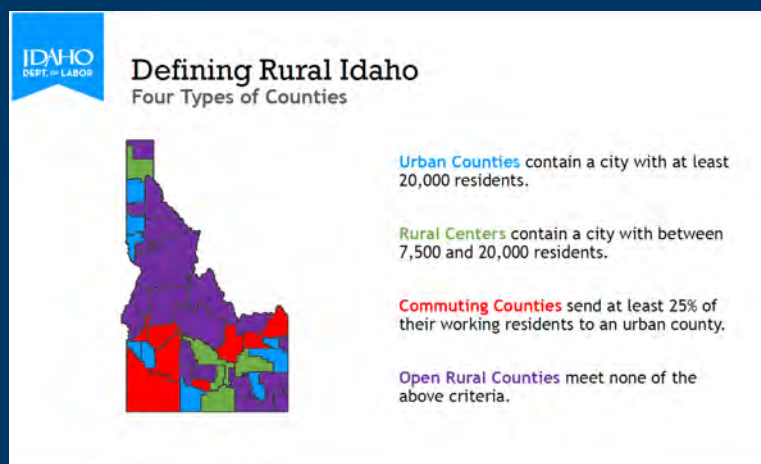 IDAHO
DEPT. OF LABOR
Defining Rural Idaho
Four Types of Counties
Urban Counties contain a city with at least
20,000 residents.
Rural Centers contain a city with between
7,500 and 20,000 residents.
Commuting Counties send at least 25% of
their working residents to an urban county.
Open Rural Counties meet none of the
above criteria.